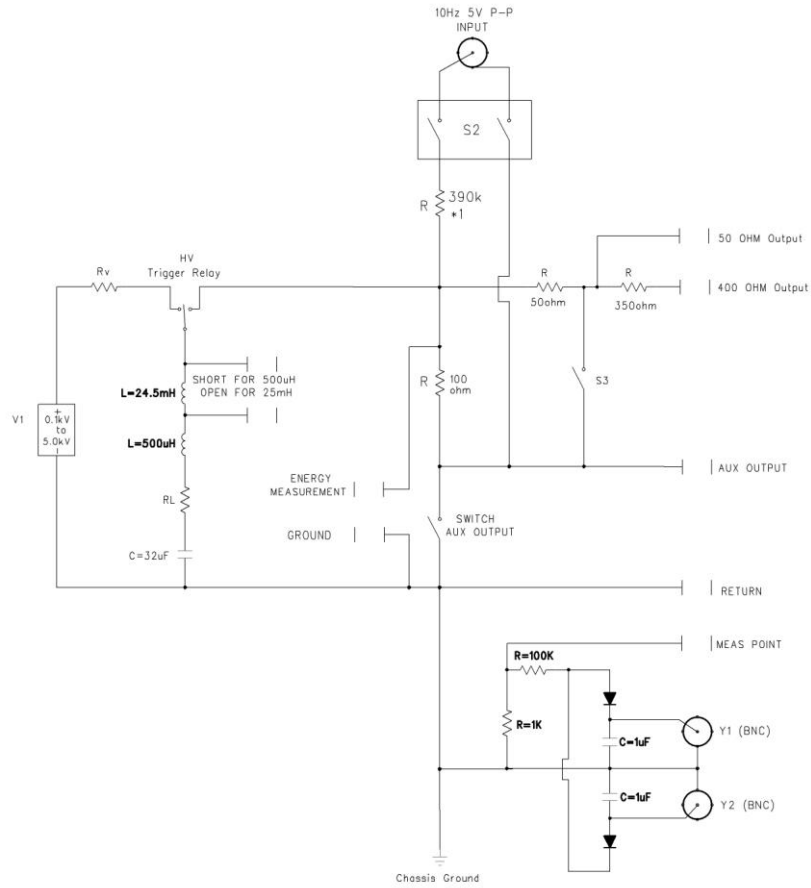 10Hz 5V P-P
INPUT
S2
R
390k
*1
50 OHM Output
HV
Trigger Relay
Rv
R
50ohm
R
350ohm
400 OHM Output
SHORT FOR 500uH
OPEN FOR 25mH
L=24.5mH
R
100
ohm
S3
V1
+
0.1kV
to
5.0kV
-
L=500uH
ENERGY
MEASUREMENT
AUX OUTPUT
RL
SWITCH
AUX OUTPUT
GROUND
C=32uF
RETURN
MEAS POINT
R=100K
R=1K
Y1 (BNC)
C=1uF
C=1uF
Y2 (BNC)
Chassis Ground